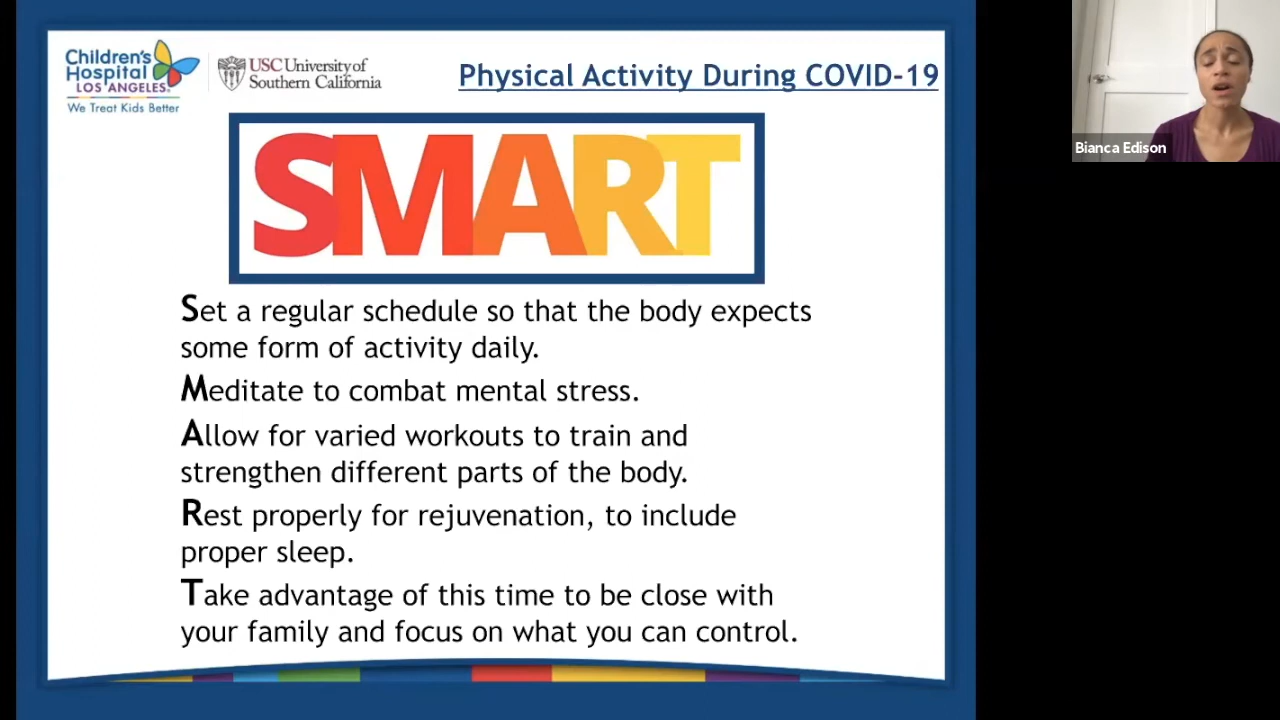 Children's
Hospital
LOS ANGELES
We Treat Kids Better
USC University of
Southern California
Physical Activity During COVID-19
SMART
Set a regular schedule so that the body expects
some form of activity daily.
Meditate to combat mental stress.
Allow for varied workouts to train and
strengthen different parts of the body.
Rest properly for rejuvenation, to include
proper sleep.
Take advantage of this time to be close with
your family and focus on what you can control.
Bianca Edison